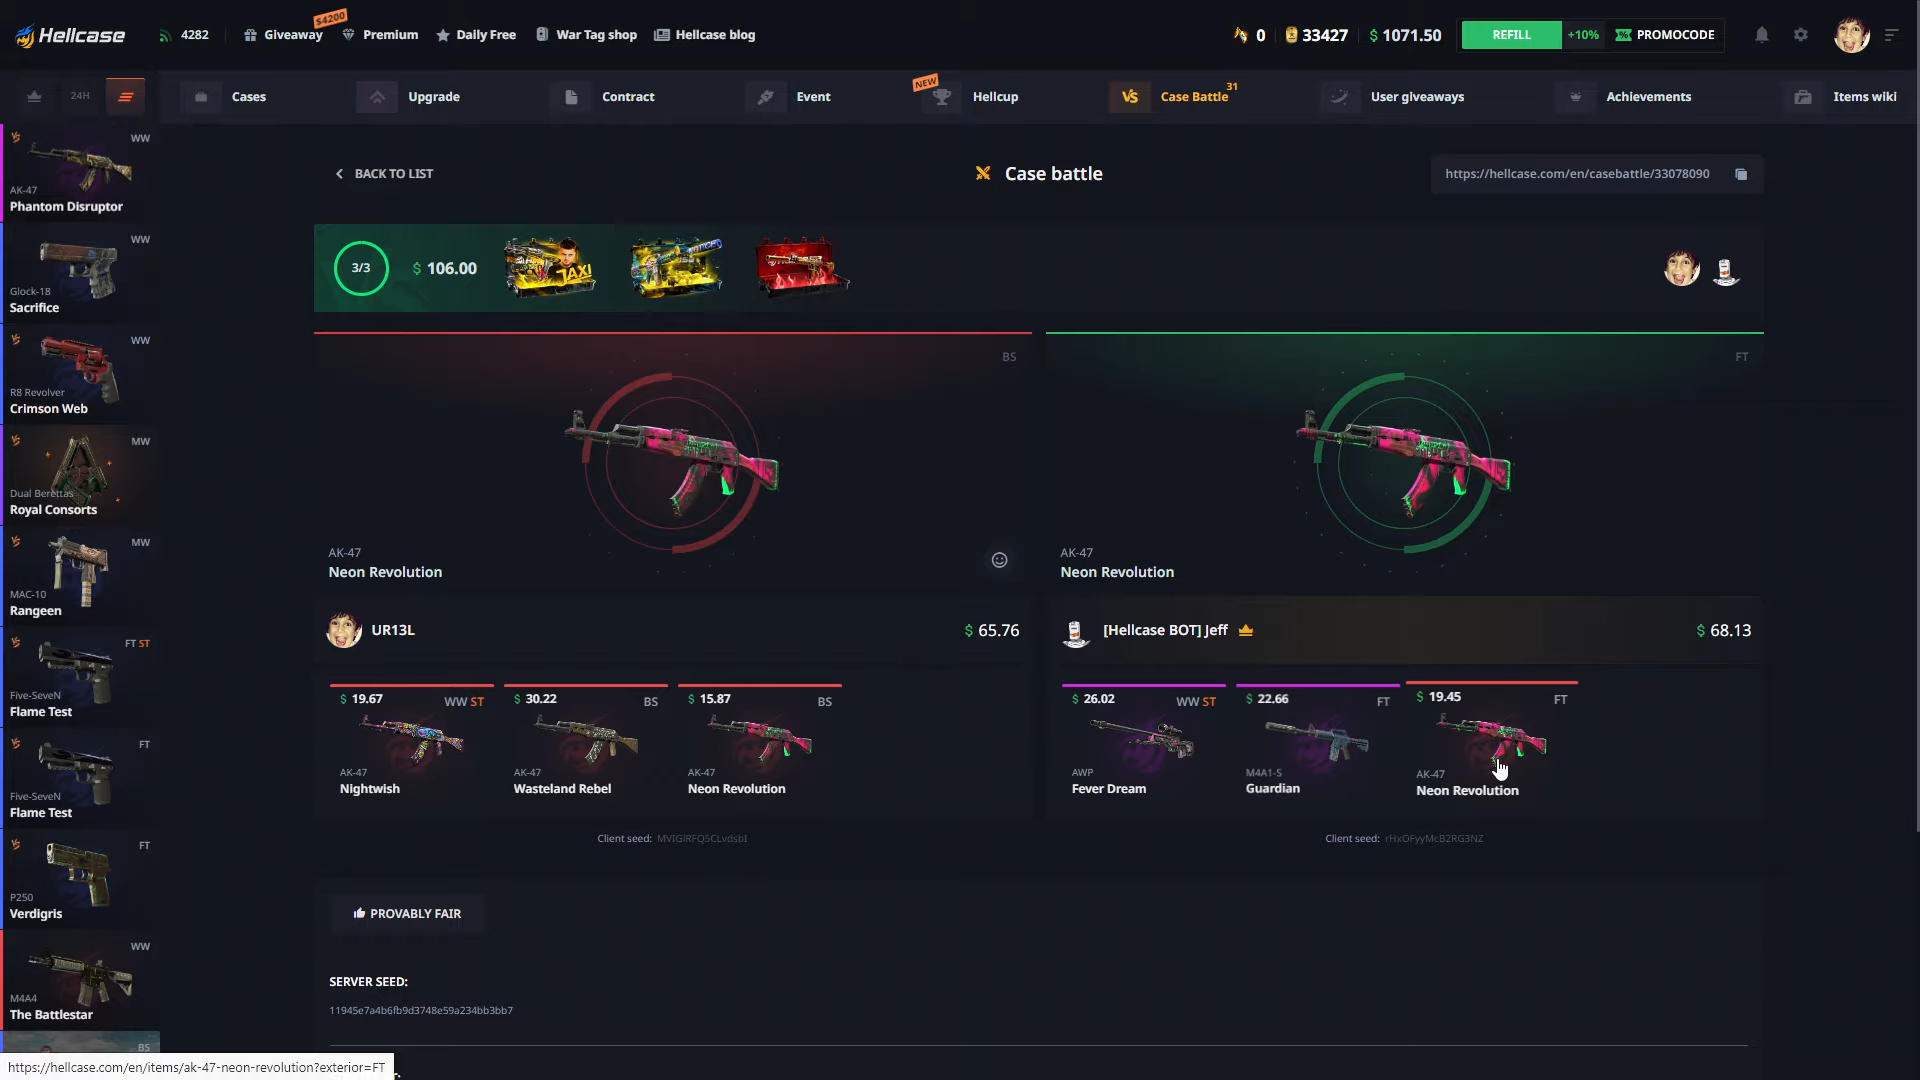 Hellcase
4282
$4200
Giveaway
Premium
Daily Free
War Tag shop
Hellcase blog
0
33427
$ 1071.50
REFILL
+10%
PROMOCODE
24H
Cases
Upgrade
Contract
Event
NEW
Hellcup
VS
Case Battle
31
User giveaways
Achievements
Items wiki
WW
AK-47
Phantom Disruptor
WW
Glock-18
Sacrifice
WW
R8 Revolver
Crimson Web
MW
Dual Berettas
Royal Consorts
MW
MAC-10
Rangeen
FT ST
Five-SeveN
Flame Test
FT
Five-SeveN
Flame Test
FT
P250
Verdigris
WW
M4A4
The Battlestar
BS
BACK TO LIST
Case battle
https://hellcase.com/en/casebattle/33078090
3/3
$ 106.00
TAXI
BS
AK-47
Neon Revolution
FT
AK-47
Neon Revolution
UR13L
$ 65.76
[Hellcase BOT] Jeff
$ 68.13
$ 19.67
WW ST
AK-47
Nightwish
$ 30.22
BS
AK-47
Wasteland Rebel
$ 15.87
BS
AK-47
Neon Revolution
$ 26.02
WW ST
AWP
Fever Dream
$ 22.66
FT
M4A1-S
Guardian
$ 19.45
FT
AK-47
Neon Revolution
Client seed: MVIGlRFQ5CLvdsbI
Client seed: rHxOFyyMcB2RG3NZ
PROVABLY FAIR
SERVER SEED:
11945e7a4b6fb9d3748e59a234bb3bb7
https://hellcase.com/en/items/ak-47-neon-revolution?exterior=FT